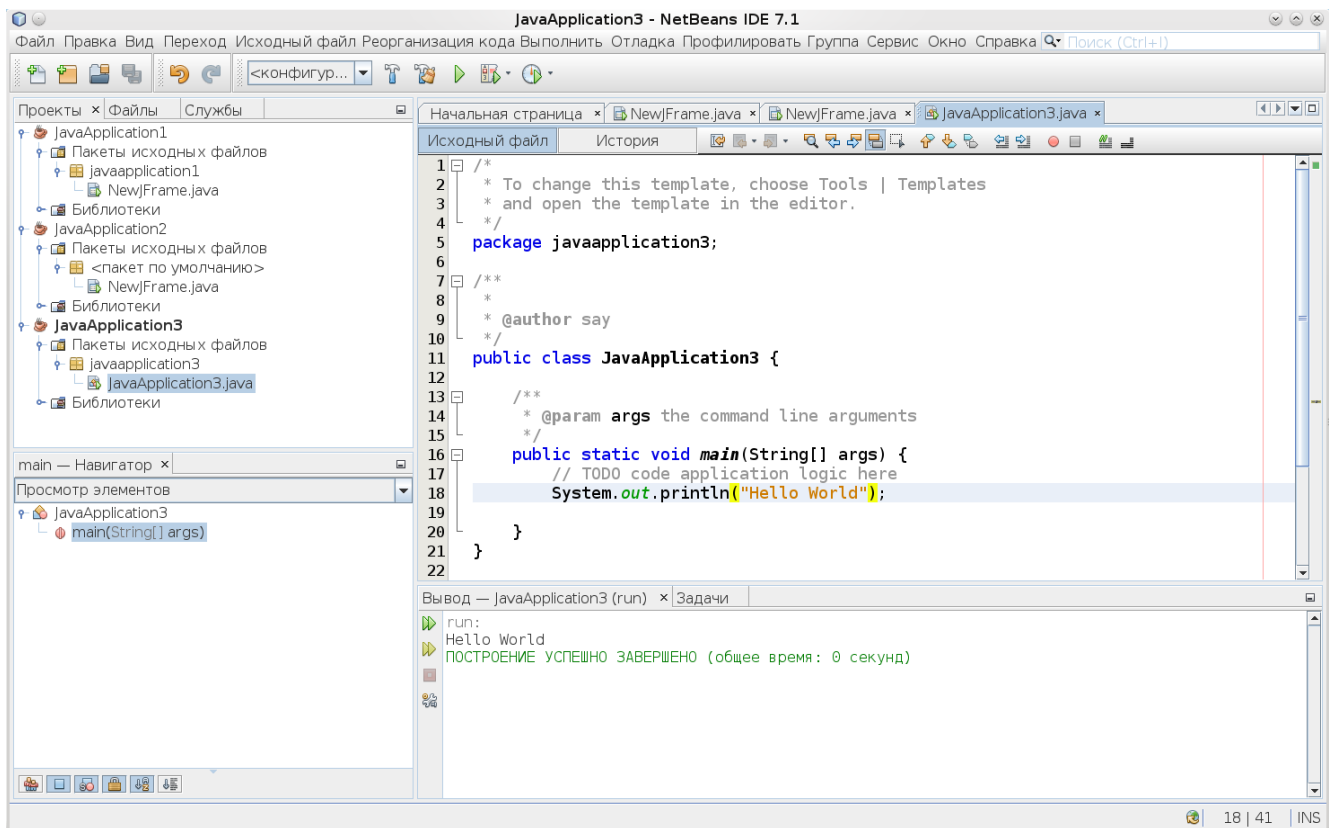 JavaApplication3 - NetBeans IDE 7.1
Файл Правка Вид Переход Исходный файл Реорганизация кода Выполнить Отладка Профилировать Группа Сервис Окно Справка Поиск (Ctrl+I)
<конфигур...
Проекты × Файлы Службы
JavaApplication1
Пакеты исходных файлов
javaapplication1
NewJFrame.java
Библиотеки
JavaApplication2
Пакеты исходных файлов
<пакет по умолчанию>
NewJFrame.java
Библиотеки
JavaApplication3
Пакеты исходных файлов
javaapplication3
JavaApplication3.java
Библиотеки
main — Навигатор ×
Просмотр элементов
JavaApplication3
main(String[] args)
Начальная страница × NewJFrame.java × NewJFrame.java × JavaApplication3.java ×
Исходный файл История
1 /*
2  * To change this template, choose Tools | Templates
3  * and open the template in the editor.
4  */
5 package javaapplication3;
6
7 /**
8  *
9  * @author say
10  */
11 public class JavaApplication3 {
12
13     /**
14      * @param args the command line arguments
15      */
16     public static void main(String[] args) {
17         // TODO code application logic here
18         System.out.println("Hello World");
19
20     }
21 }
22
Вывод — JavaApplication3 (run) × Задачи
run:
Hello World
ПОСТРОЕНИЕ УСПЕШНО ЗАВЕРШЕНО (общее время: 0 секунд)
18 | 41 INS